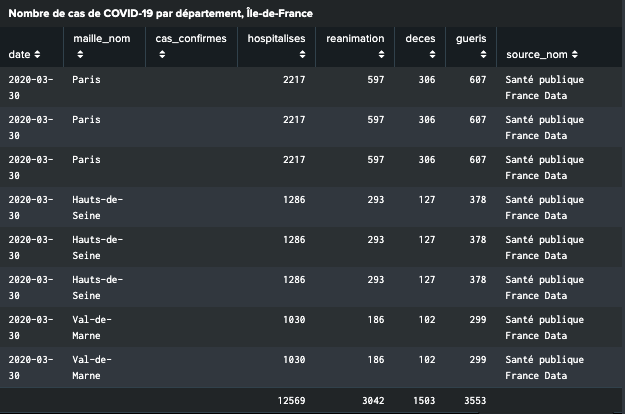 Nombre de cas de COVID-19 par département, Île-de-France
date maille_nom cas_confirmes hospitalises reanimation deces gueris source_nom
2020-03-30 Paris 2217 597 306 607 Santé publique France Data
2020-03-30 Paris 2217 597 306 607 Santé publique France Data
2020-03-30 Paris 2217 597 306 607 Santé publique France Data
2020-03-30 Hauts-de-Seine 1286 293 127 378 Santé publique France Data
2020-03-30 Hauts-de-Seine 1286 293 127 378 Santé publique France Data
2020-03-30 Hauts-de-Seine 1286 293 127 378 Santé publique France Data
2020-03-30 Val-de-Marne 1030 186 102 299 Santé publique France Data
2020-03-30 Val-de-Marne 1030 186 102 299 Santé publique France Data
12569 3042 1503 3553